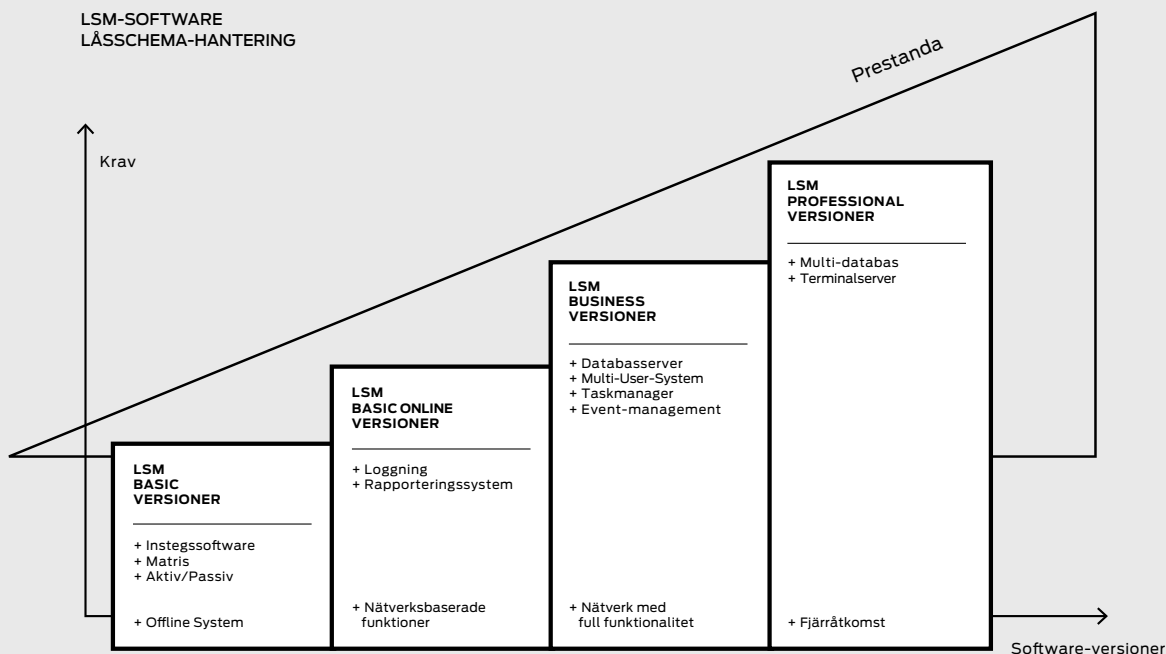 LSM-SOFTWARE
LÅSSCHEMA-HANTERING
Prestanda
Krav
LSM
BASIC
VERSIONER
+ Instegssoftware
+ Matris
+ Aktiv/Passiv
+ Offline System
LSM
BASIC ONLINE
VERSIONER
+ Loggning
+ Rapporteringssystem
+ Nätverksbaserade
funktioner
LSM
BUSINESS
VERSIONER
+ Databasserver
+ Multi-User-System
+ Taskmanager
+ Event-management
+ Nätverk med
full funktionalitet
LSM
PROFESSIONAL
VERSIONER
+ Multi-databas
+ Terminalserver
+ Fjärråtkomst
Software-versioner